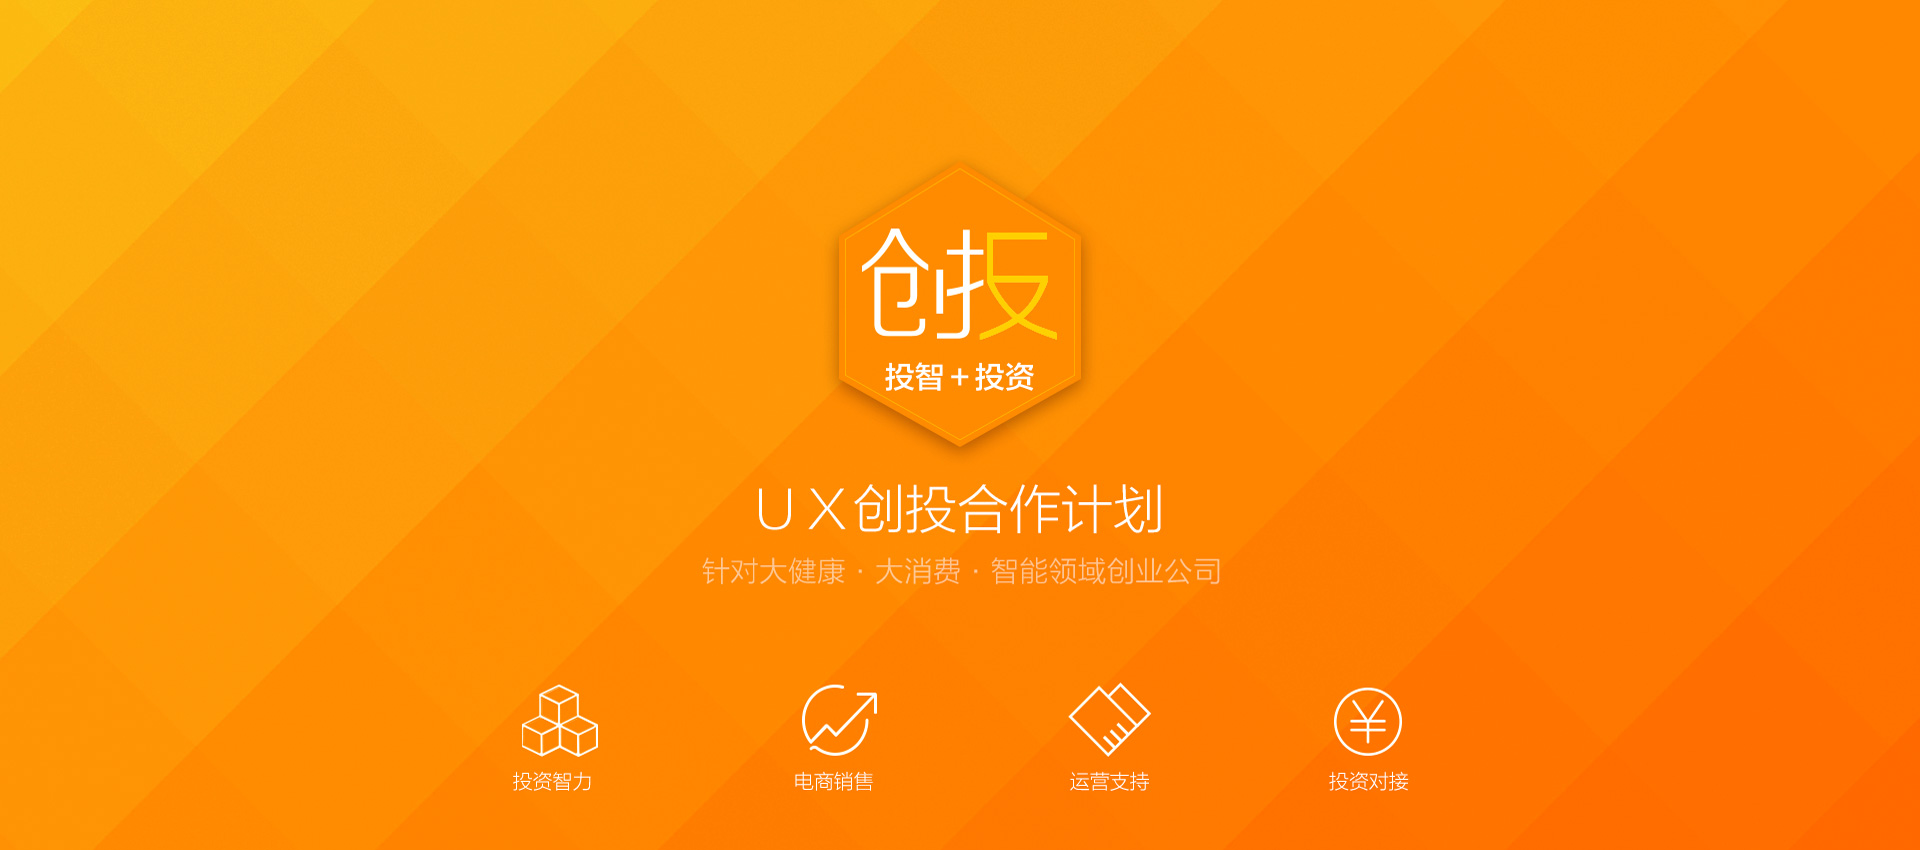 创投
投智+投资
UX创投合作计划
针对大健康·大消费·智能领域创业公司
投资智力
电商销售
运营支持
投资对接